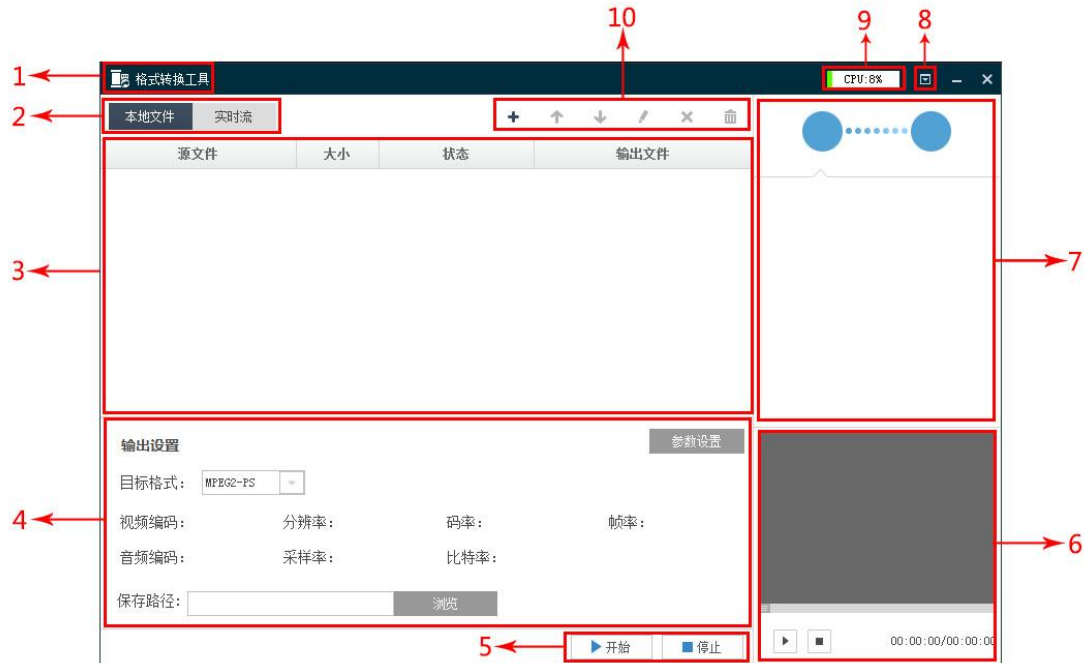 10
9
8
1
格式转换工具
CPU:8%
2
本地文件 实时流
源文件 大小 状态 输出文件
3
7
输出设置
参数设置
目标格式: MPEG2-PS
4
视频编码: 分辨率: 码率: 帧率:
音频编码: 采样率: 比特率:
6
保存路径: 浏览
5
开始 停止
00:00:00/00:00:00